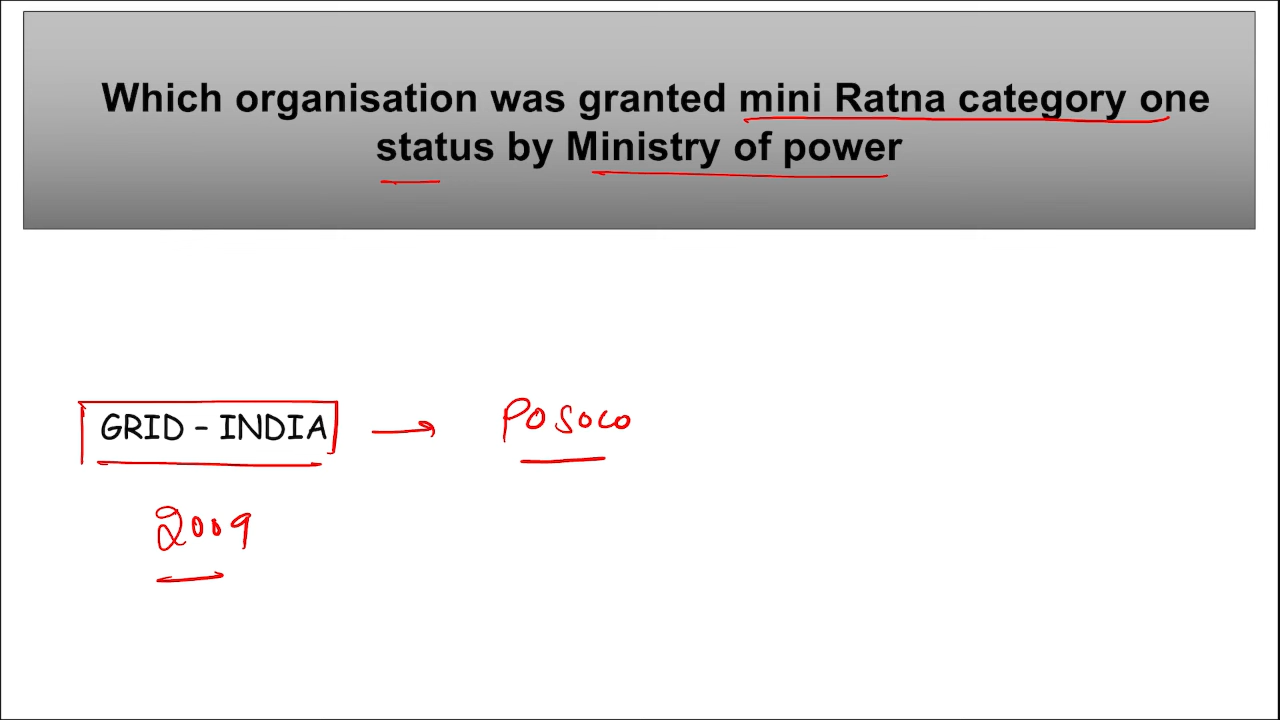 Which organisation was granted mini Ratna category one
status by Ministry of power
GRID - INDIA → POSOCO
2009